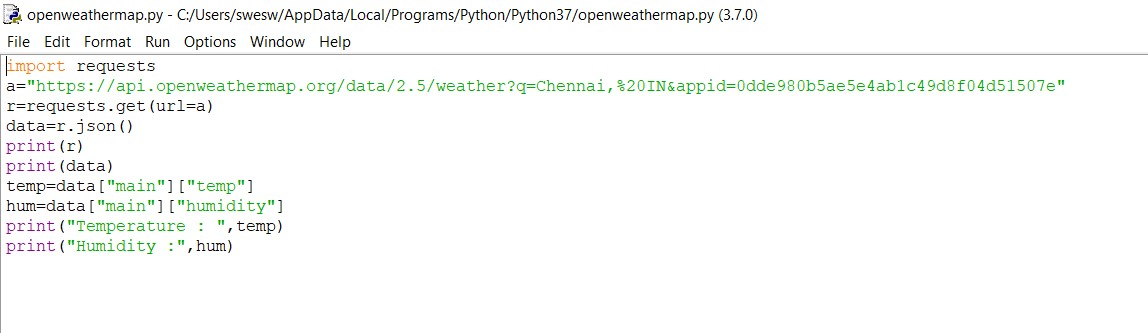 openweathermap.py - C:/Users/swesw/AppData/Local/Programs/Python/Python37/openweathermap.py (3.7.0)
File Edit Format Run Options Window Help
import requests
a="https://api.openweathermap.org/data/2.5/weather?q=Chennai,%20IN&appid=0dde980b5ae5e4ab1c49d8f04d51507e"
r=requests.get(url=a)
data=r.json()
print(r)
print(data)
temp=data["main"]["temp"]
hum=data["main"]["humidity"]
print("Temperature : ",temp)
print("Humidity :",hum)